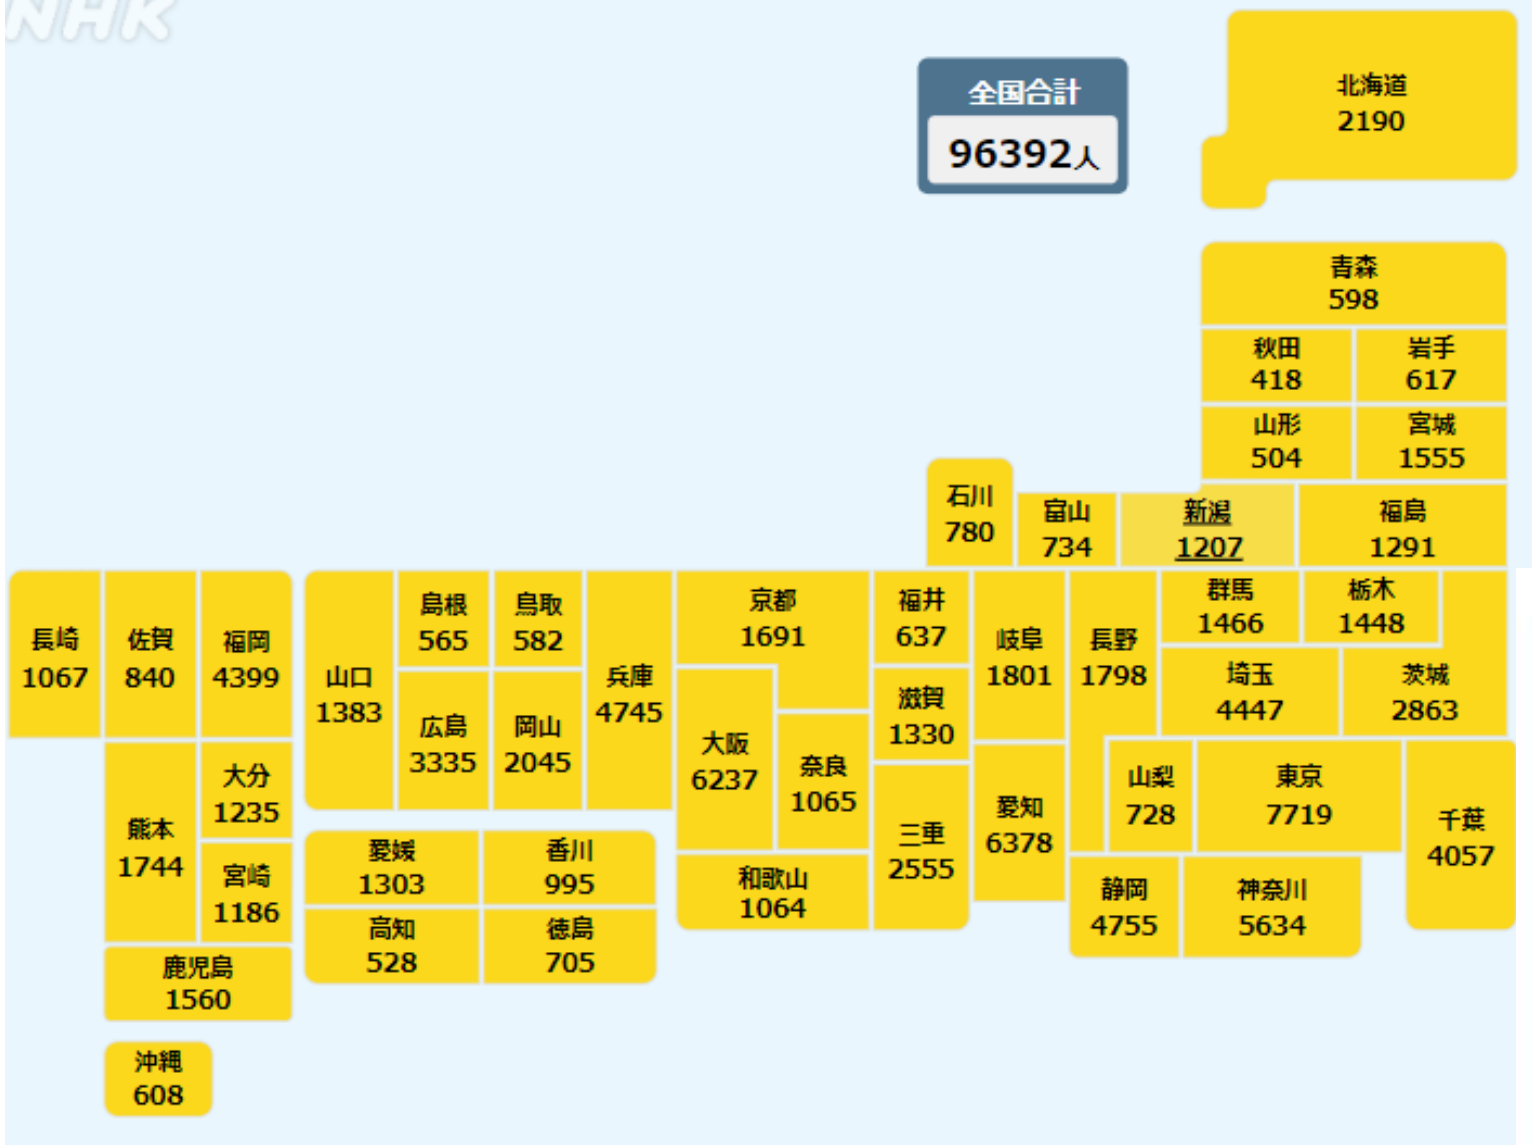 NHK
全国合計
96392人
北海道
2190
青森
598
秋田
418
岩手
617
山形
504
宮城
1555
石川
780
富山
734
新潟
1207
福島
1291
長崎
1067
佐賀
840
福岡
4399
山口
1383
島根
565
鳥取
582
兵庫
4745
京都
1691
福井
637
岐阜
1801
長野
1798
群馬
1466
栃木
1448
広島
3335
岡山
2045
大阪
6237
奈良
1065
滋賀
1330
埼玉
4447
茨城
2863
熊本
1744
大分
1235
宮崎
1186
愛媛
1303
香川
995
和歌山
1064
三重
2555
愛知
6378
山梨
728
東京
7719
千葉
4057
高知
528
徳島
705
静岡
4755
神奈川
5634
鹿児島
1560
沖縄
608